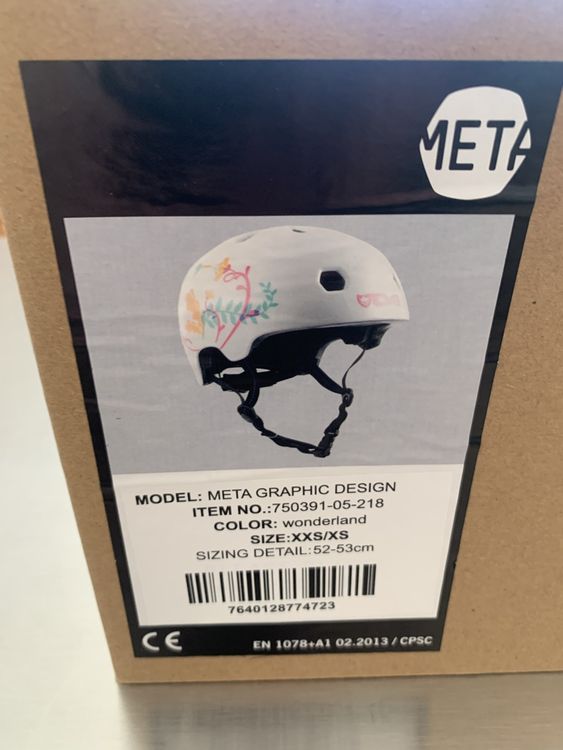 META
TSG
MODEL: META GRAPHIC DESIGN
ITEM NO.:750391-05-218
COLOR: wonderland
SIZE:XXS/XS
SIZING DETAIL:52-53cm
7640128774723
CE EN 1078+A1 02.2013 / CPSC